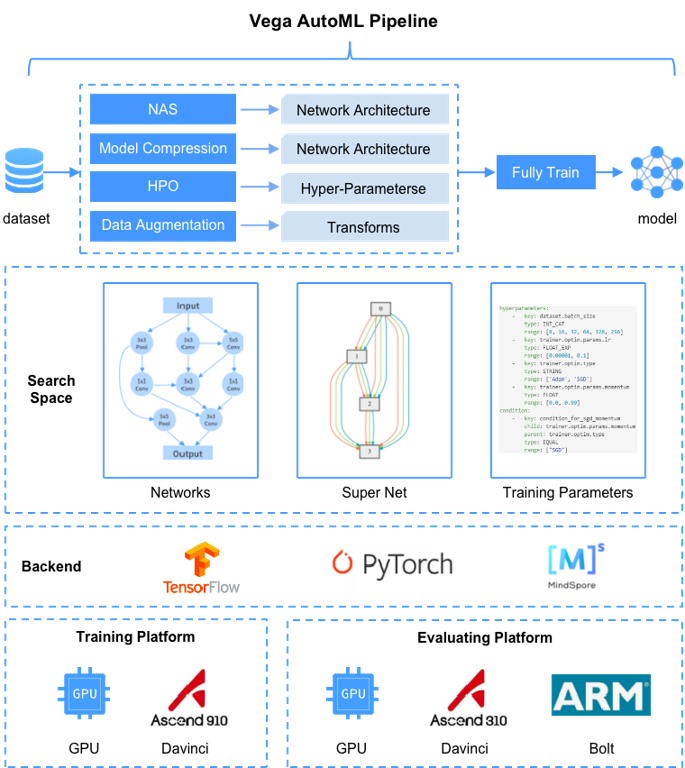 Vega AutoML Pipeline
NAS
Network Architecture
Model Compression
Network Architecture
HPO
Hyper-Parameterse
Data Augmentation
Transforms
dataset
Fully Train
model
Search
Space
Input
3x3
Pool
3x3
Conv
5x5
Conv
1x1
Conv
3x3
Conv
1x1
Conv
5x5
Pool
3x3
Conv
Output
Networks
0
1
2
3
Super Net
hyperparameters:
- key: dataset.batch_size
type: INT_CAT
range: [8, 16, 32, 64, 128, 256]
- key: trainer.optim.params.lr
type: FLOAT_EXP
range: [0.00001, 0.1]
- key: trainer.optim.type
type: STRING
range: ['Adam', 'SGD']
- key: trainer.optim.params.momentum
type: FLOAT
range: [0.0, 0.99]
condition:
- key: condition_for_sgd_momentum
child: trainer.optim.params.momentum
parent: trainer.optim.type
type: EQUAL
range: ["SGD"]
Training Parameters
Backend
TensorFlow
PyTorch
[M]s
MindSpore
Training Platform
GPU
Ascend 910
GPU
Davinci
Evaluating Platform
GPU
Ascend 310
ARM®
GPU
Davinci
Bolt